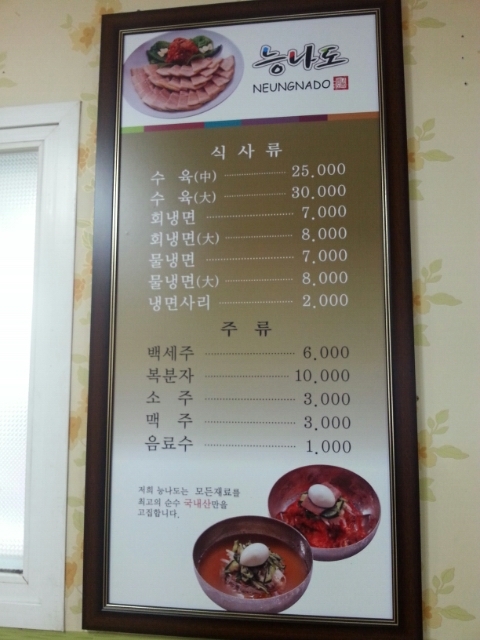 능나도
NEUNGNADO
식 사 류
수 육(中) 25.000
수 육(大) 30.000
회냉면 7.000
회냉면(大) 8.000
물냉면 7.000
물냉면(大) 8.000
냉면사리 2.000
주 류
백세주 6.000
복분자 10.000
소 주 3.000
맥 주 3.000
음료수 1.000
저희 능나도는 모든재료를
최고의 순수 국내산만을
고집합니다.